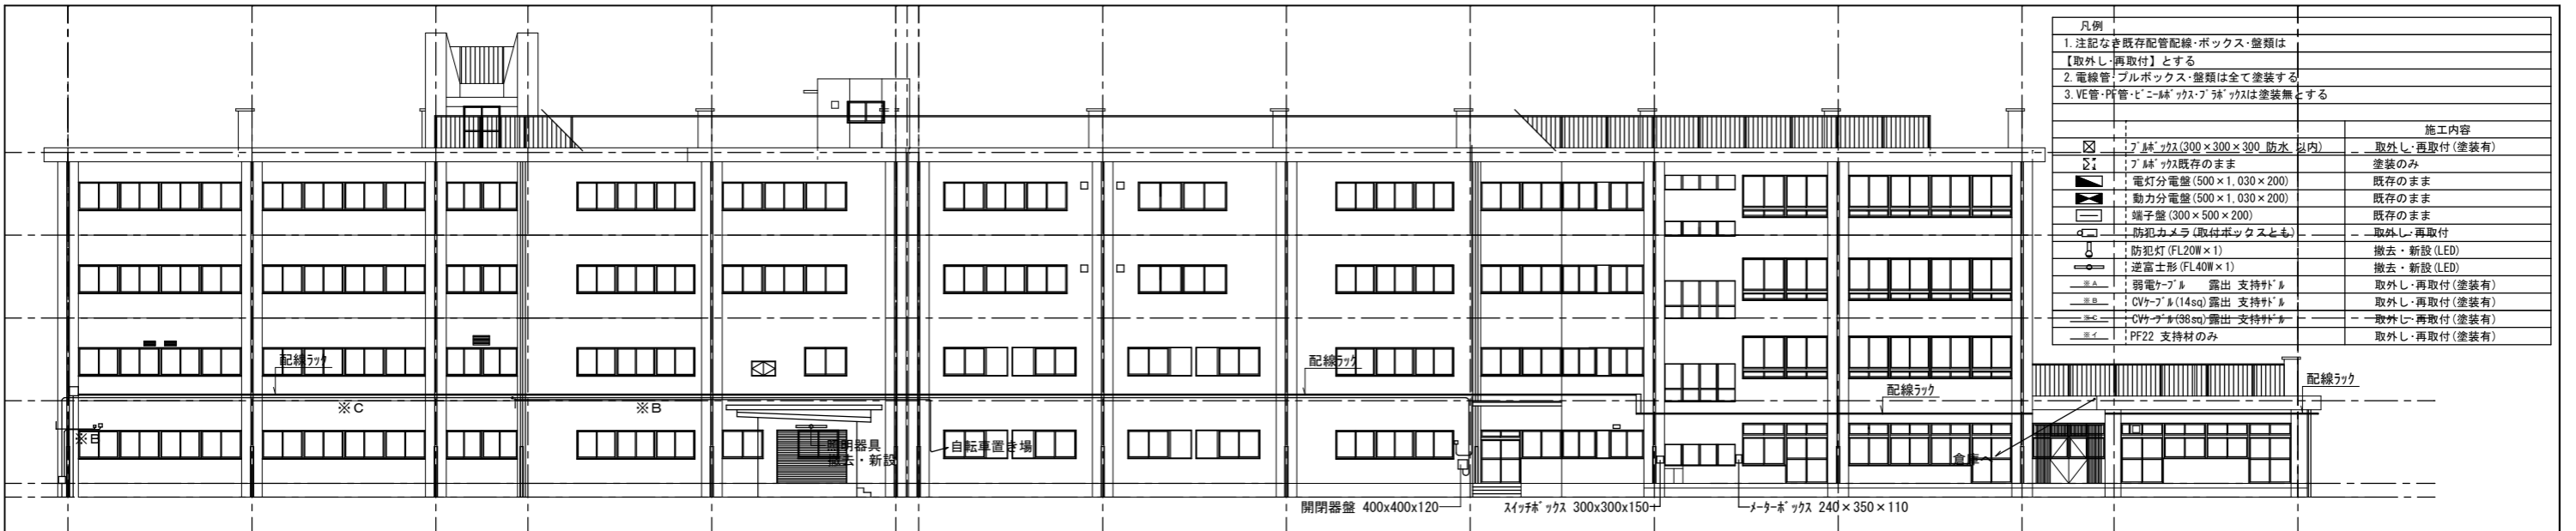 凡例
1.注記なき既存配管配線･ボックス･盤類は
【取外し･再取付】とする
2.電線管･プルボックス･盤類は全て塗装する
3.VE管･PF管･ﾋﾞﾆｰﾙﾎﾞｯｸｽ･ﾌﾟﾗﾎﾞｯｸｽは塗装無とする
施工内容
ﾌﾟﾙﾎﾞｯｸｽ(300×300×300 防水 以内) 取外し･再取付(塗装有)
ﾌﾟﾙﾎﾞｯｸｽ既存のまま 塗装のみ
電灯分電盤(500×1,030×200) 既存のまま
動力分電盤(500×1,030×200) 既存のまま
端子盤(300×500×200) 既存のまま
防犯カメラ(取付ボックスとも) 取外し･再取付
防犯灯(FL20W×1) 撤去・新設(LED)
逆富士形(FL40W×1) 撤去・新設(LED)
※A 弱電ｹｰﾌﾞﾙ 露出 支持ｻﾄﾞﾙ 取外し･再取付(塗装有)
※B CVｹｰﾌﾞﾙ(14sq)露出 支持ｻﾄﾞﾙ 取外し･再取付(塗装有)
※C CVｹｰﾌﾞﾙ(38sq)露出 支持ｻﾄﾞﾙ 取外し･再取付(塗装有)
※イ PF22 支持材のみ 取外し･再取付(塗装有)
配線ﾗｯｸ
配線ﾗｯｸ
配線ﾗｯｸ
配線ﾗｯｸ
※C
※B
※E
照明器具
撤去・新設
自転車置き場
倉庫へ
開閉器盤 400x400x120
ｽｲｯﾁﾎﾞｯｸｽ 300x300x150
ﾒｰﾀｰﾎﾞｯｸｽ 240×350×110